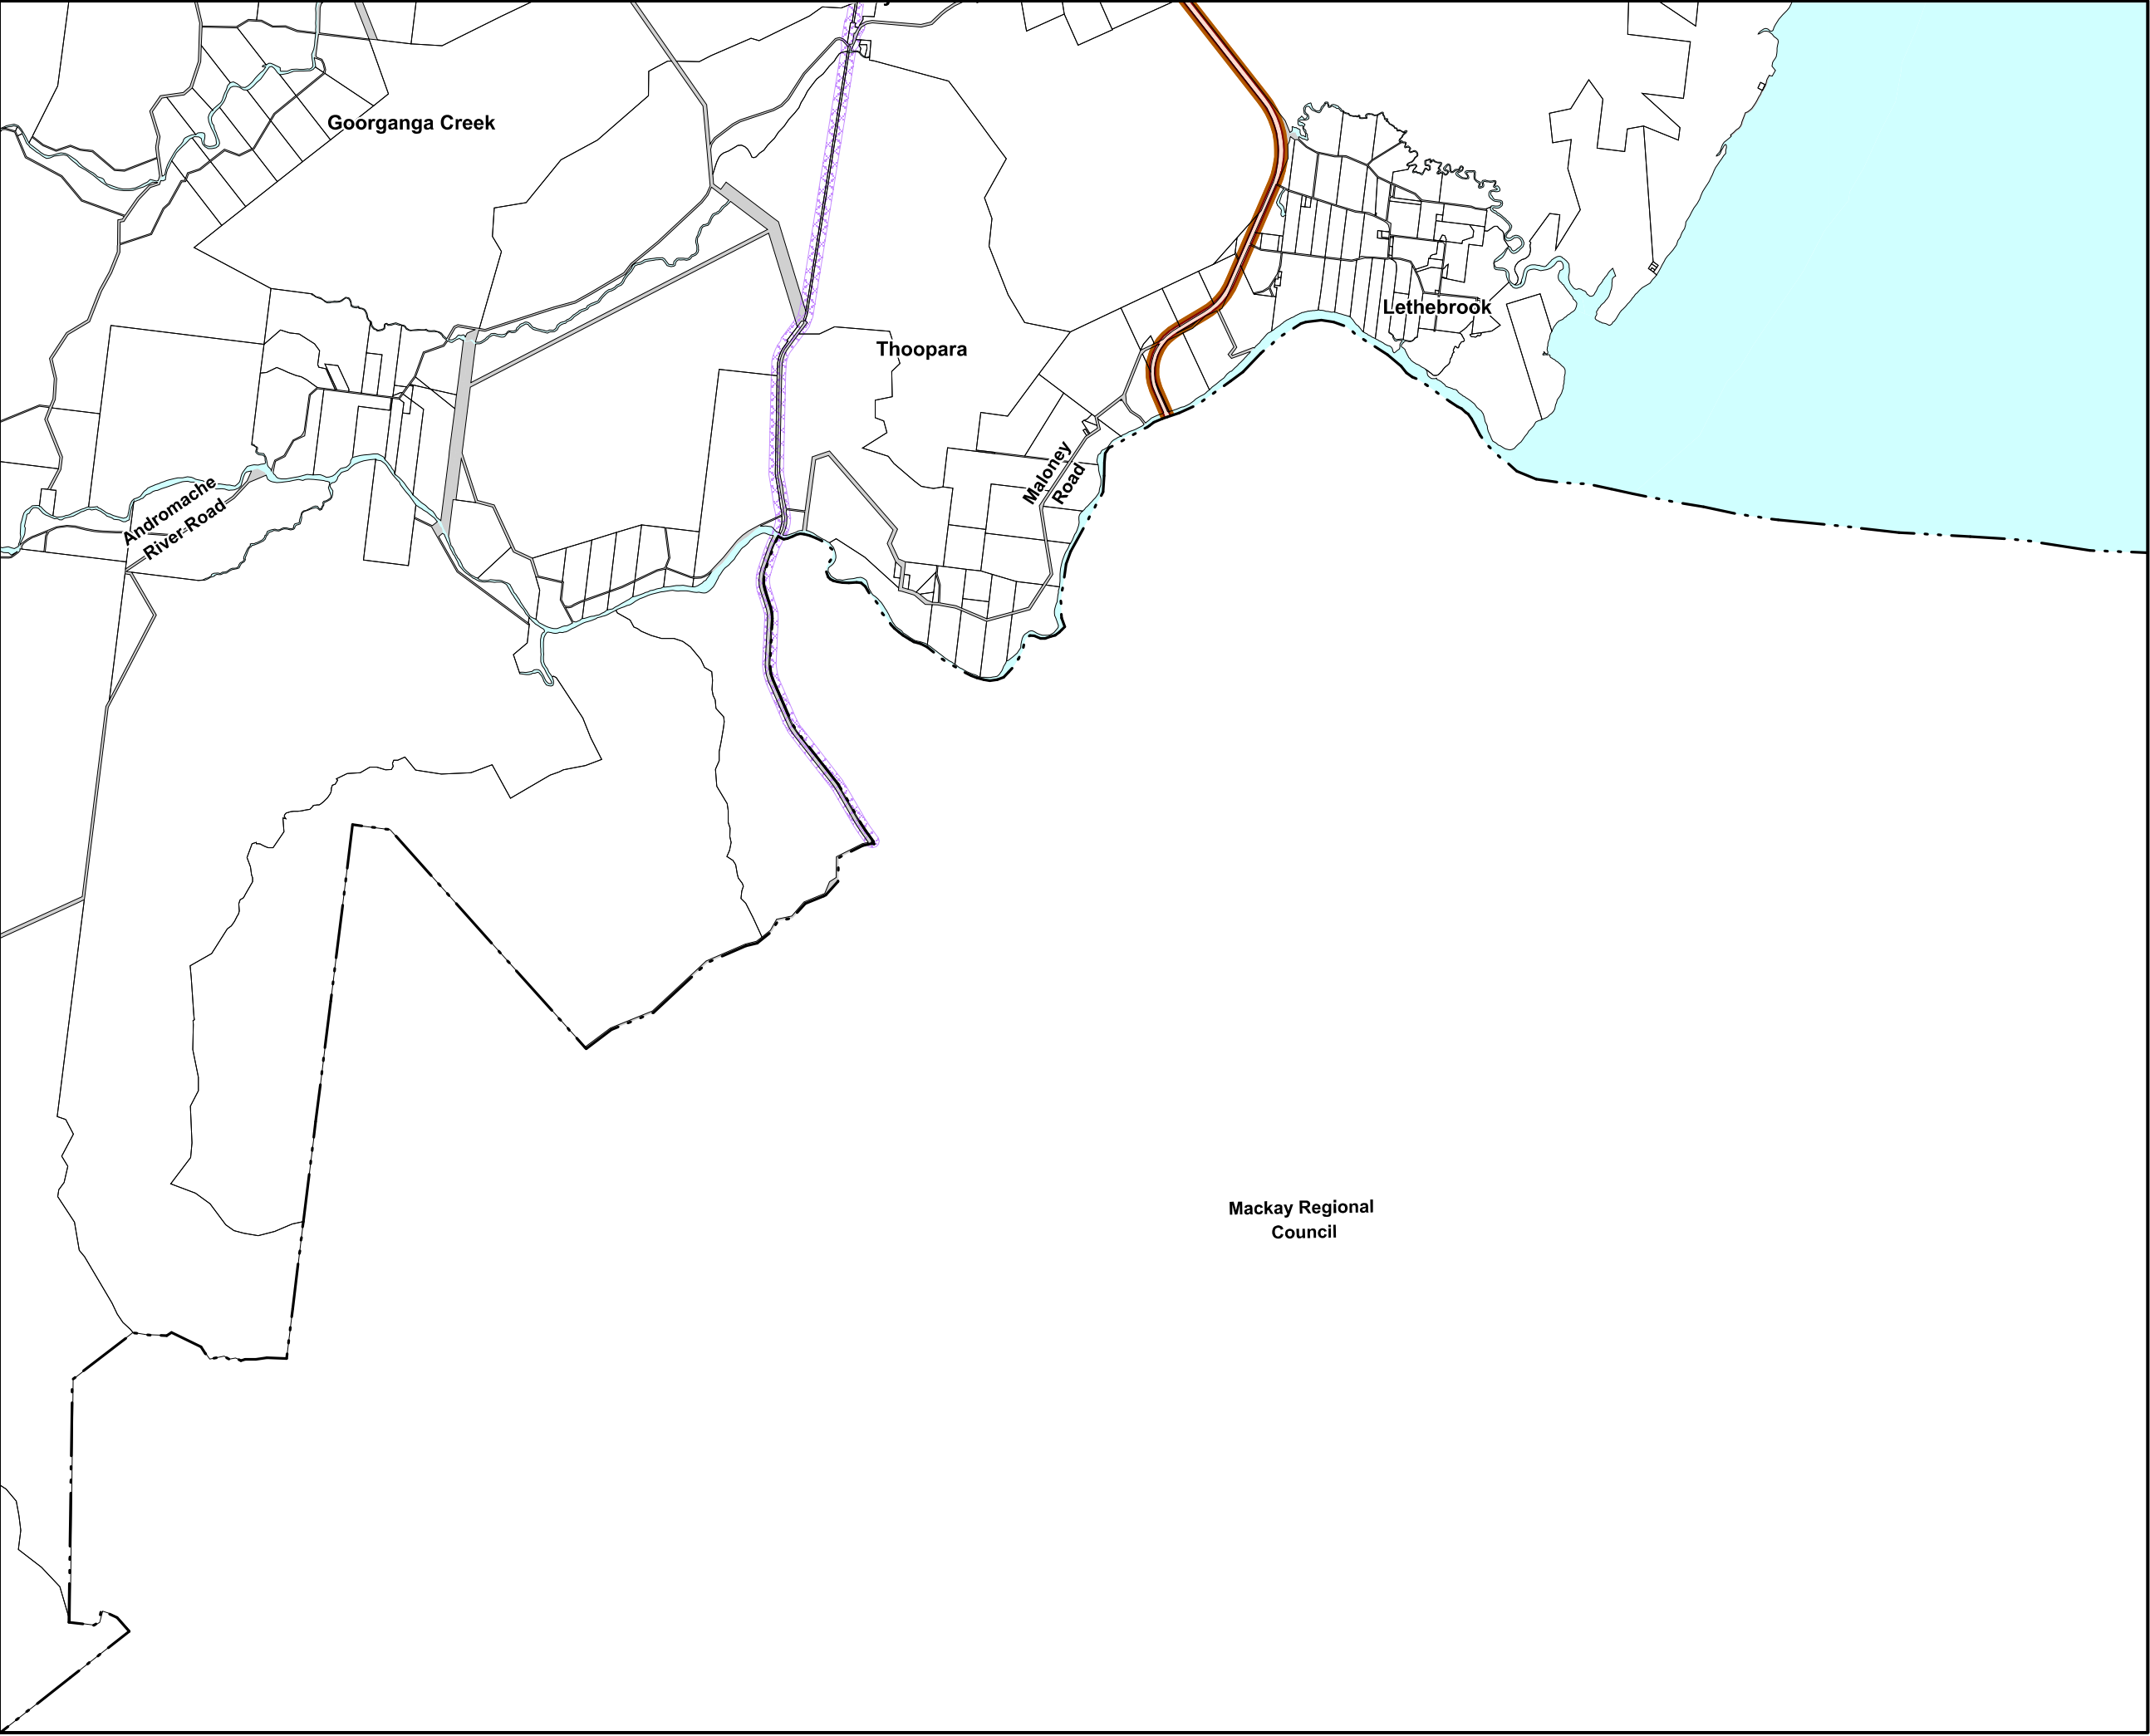 Goorganga Creek
Lethebrook
Thoopara
Maloney
Road
Andromache
River Road
Mackay Regional
Council